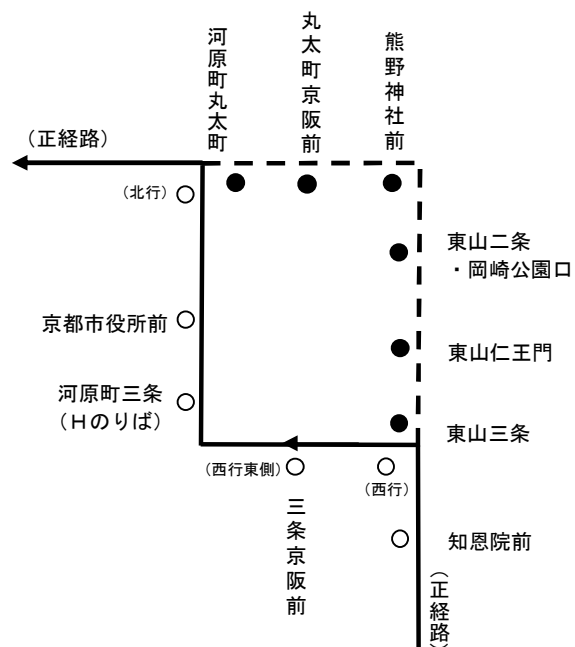 河原町丸太町
丸太町京阪前
熊野神社前
（正経路）
（北行）
東山二条
・岡崎公園口
京都市役所前
東山仁王門
河原町三条
（Hのりば）
東山三条
（西行東側）
（西行）
三条京阪前
知恩院前
（正経路）